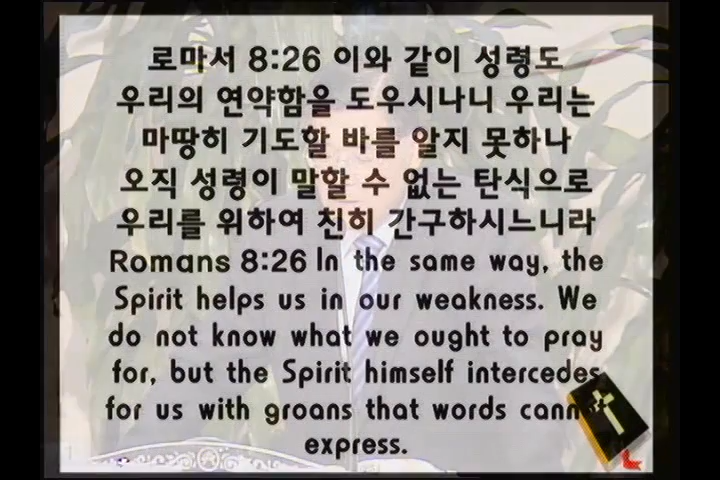 로마서 8:26 이와 같이 성령도
우리의 연약함을 도우시나니 우리는
마땅히 기도할 바를 알지 못하나
오직 성령이 말할 수 없는 탄식으로
우리를 위하여 친히 간구하시느니라
Romans 8:26 In the same way, the
Spirit helps us in our weakness. We
do not know what we ought to pray
for, but the Spirit himself intercedes
for us with groans that words cannot
express.